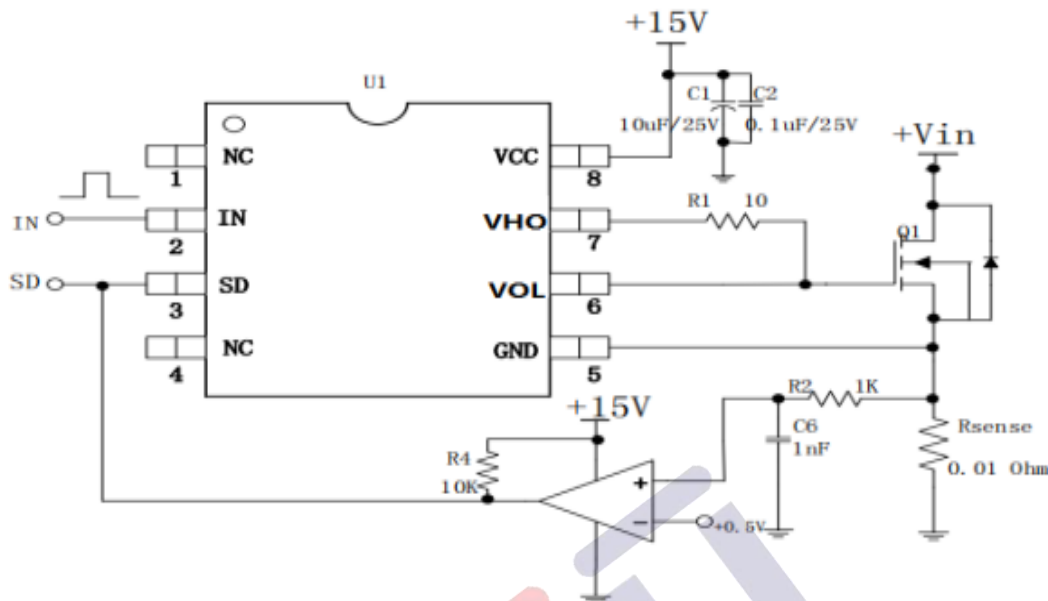 +15V
U1
C1
C2
10uF/25V
0.1uF/25V
+Vin
NC
VCC
1
8
IN
IN
VHO
R1
10
2
7
Q1
SD
SD
VOL
3
6
NC
GND
4
5
+15V
R2
1K
C6
1nF
Rsense
0.01 Ohm
R4
10K
+
−
+0.5V